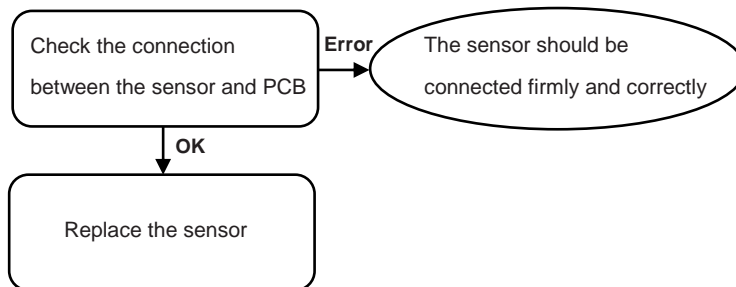 Check the connection
between the sensor and PCB
Error
The sensor should be
connected firmly and correctly
OK
Replace the sensor